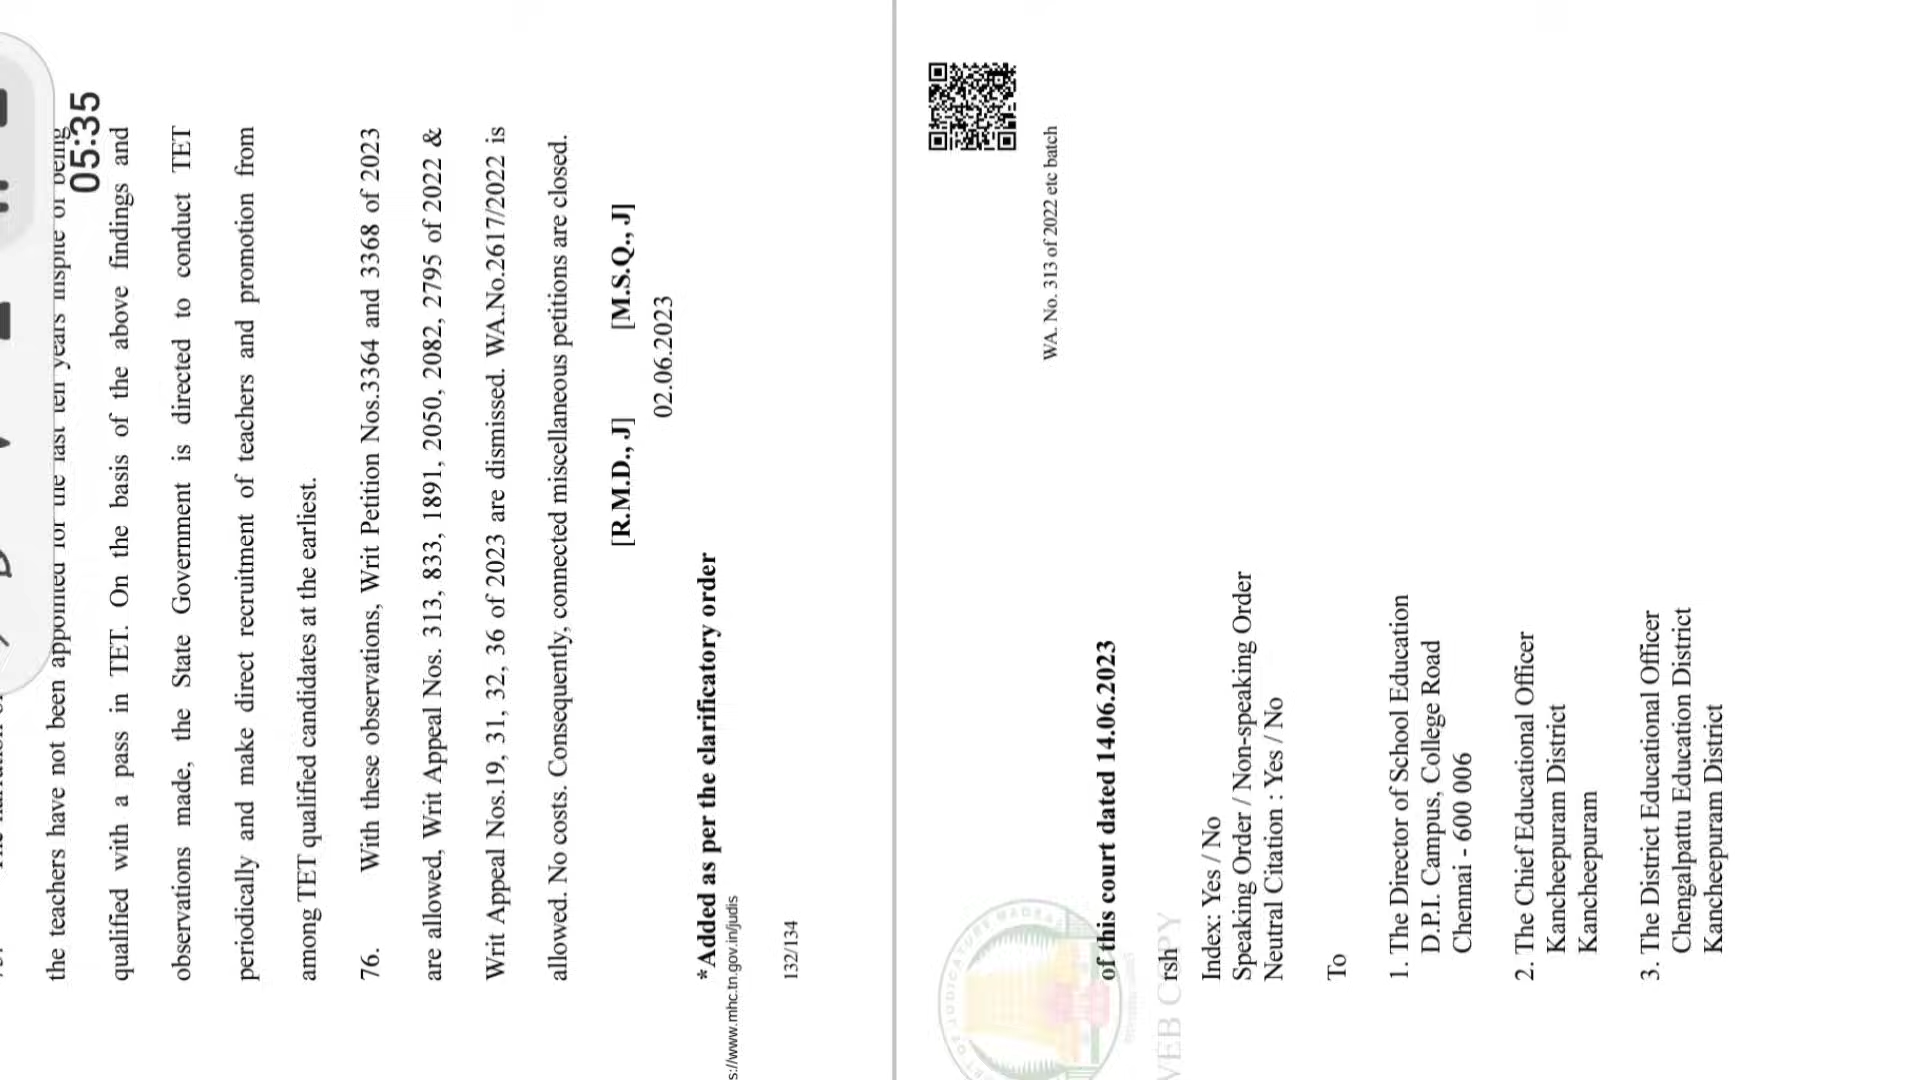 05:35
the teachers have not been appointed for the last ten years inspite of being
qualified with a pass in TET. On the basis of the above findings and
observations made, the State Government is directed to conduct TET
periodically and make direct recruitment of teachers and promotion from
among TET qualified candidates at the earliest.
76. With these observations, Writ Petition Nos.3364 and 3368 of 2023
are allowed, Writ Appeal Nos. 313, 833, 1891, 2050, 2082, 2795 of 2022 &
Writ Appeal Nos.19, 31, 32, 36 of 2023 are dismissed. WA.No.2617/2022 is
allowed. No costs. Consequently, connected miscellaneous petitions are closed.
[R.M.D., J] [M.S.Q., J]
02.06.2023
*Added as per the clarificatory order
s://www.mhc.tn.gov.in/judis
132/134
WA. No. 313 of 2022 etc batch
of this court dated 14.06.2023
rsh
WEB COPY
Index: Yes / No
Speaking Order / Non-speaking Order
Neutral Citation : Yes / No
To
1. The Director of School Education
D.P.I. Campus, College Road
Chennai - 600 006
2. The Chief Educational Officer
Kancheepuram District
Kancheepuram
3. The District Educational Officer
Chengalpattu Education District
Kancheepuram District